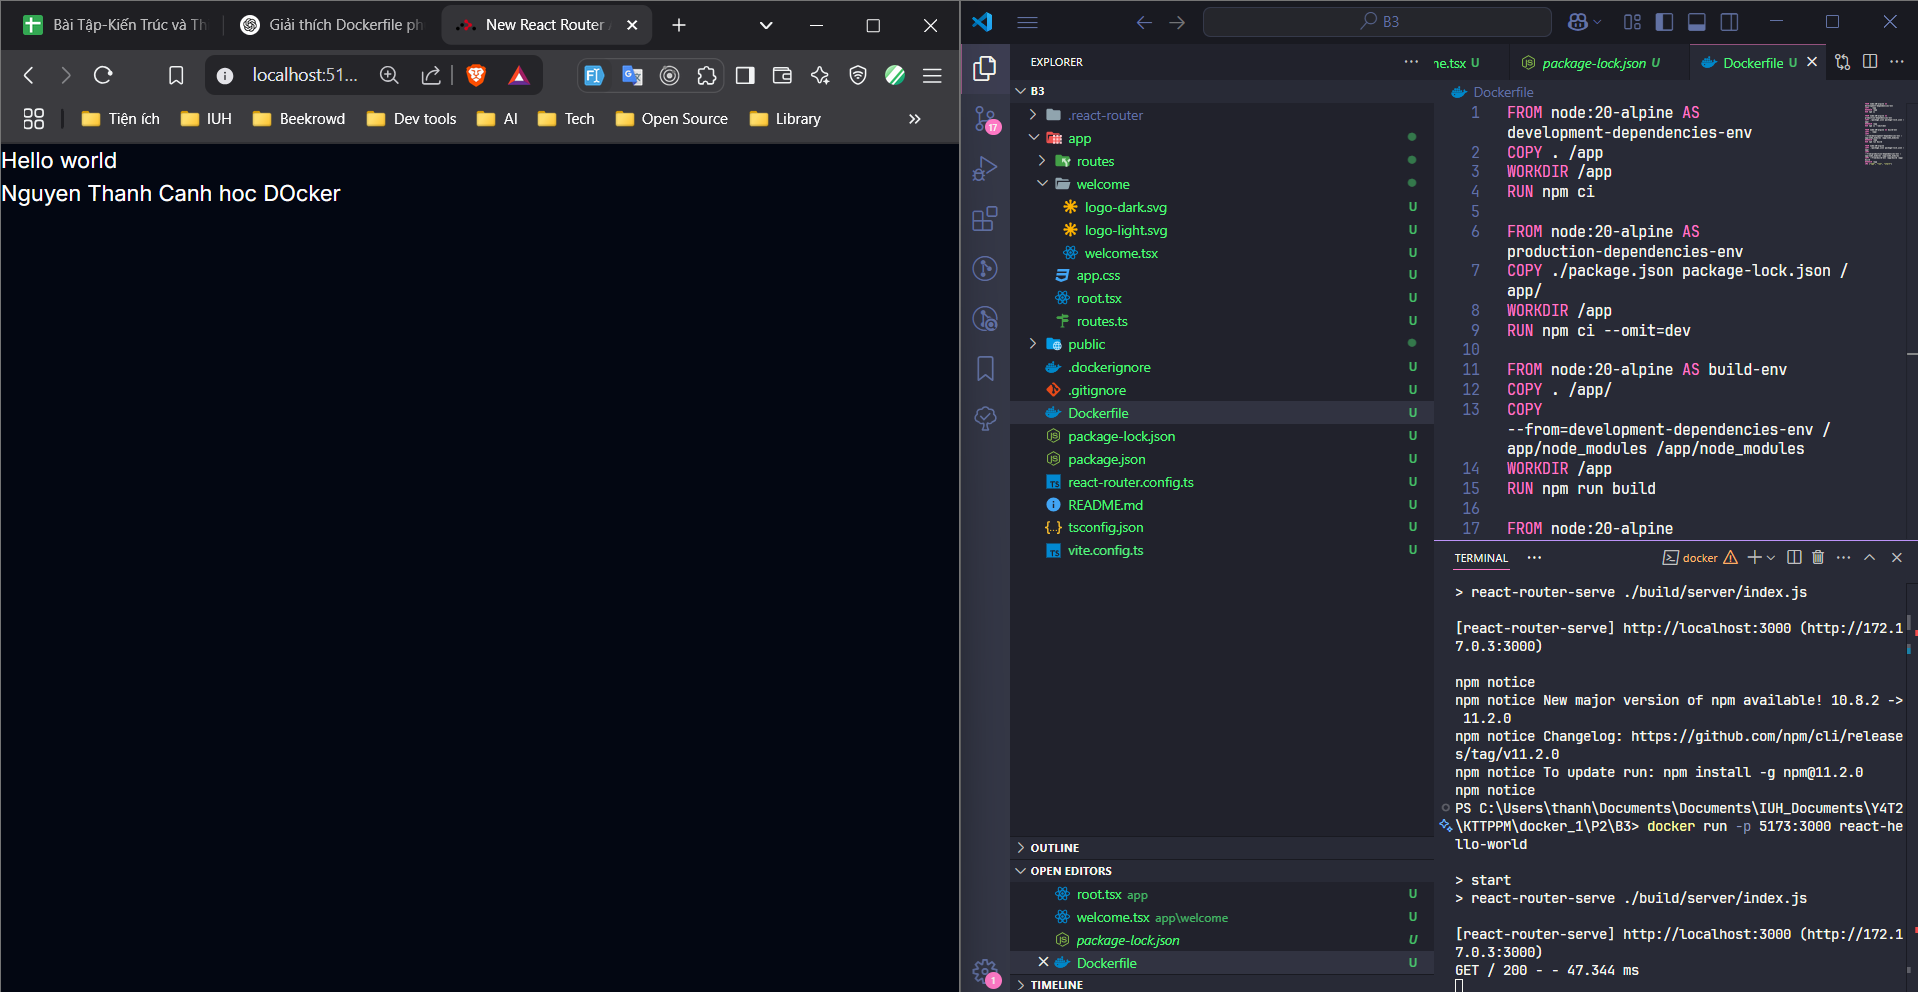 Bài Tập-Kiến Trúc và Th
Giải thích Dockerfile ph
New React Router
localhost:51...
Tiện ích
IUH
Beekrowd
Dev tools
AI
Tech
Open Source
Library
»
Hello world
Nguyen Thanh Canh hoc DOcker
B3
17
EXPLORER
B3
.react-router
app
routes
welcome
logo-dark.svg U
logo-light.svg U
welcome.tsx U
app.css U
root.tsx U
routes.ts U
public
.dockerignore U
.gitignore U
Dockerfile U
package-lock.json U
package.json U
react-router.config.ts U
README.md U
tsconfig.json U
vite.config.ts U
OUTLINE
OPEN EDITORS
root.tsx app U
welcome.tsx app\welcome U
package-lock.json U
Dockerfile U
TIMELINE
1
ne.tsx U
package-lock.json U
Dockerfile U
Dockerfile
1 FROM node:20-alpine AS
development-dependencies-env
2 COPY . /app
3 WORKDIR /app
4 RUN npm ci
5
6 FROM node:20-alpine AS
production-dependencies-env
7 COPY ./package.json package-lock.json /
app/
8 WORKDIR /app
9 RUN npm ci --omit=dev
10
11 FROM node:20-alpine AS build-env
12 COPY . /app/
13 COPY
--from=development-dependencies-env /
app/node_modules /app/node_modules
14 WORKDIR /app
15 RUN npm run build
16
17 FROM node:20-alpine
TERMINAL
docker
> react-router-serve ./build/server/index.js
[react-router-serve] http://localhost:3000 (http://172.1
7.0.3:3000)
npm notice
npm notice New major version of npm available! 10.8.2 ->
11.2.0
npm notice Changelog: https://github.com/npm/cli/release
s/tag/v11.2.0
npm notice To update run: npm install -g npm@11.2.0
npm notice
PS C:\Users\thanh\Documents\Documents\IUH_Documents\Y4T2
\KTTPPM\docker_1\P2\B3> docker run -p 5173:3000 react-he
llo-world
> start
> react-router-serve ./build/server/index.js
[react-router-serve] http://localhost:3000 (http://172.1
7.0.3:3000)
GET / 200 - - 47.344 ms